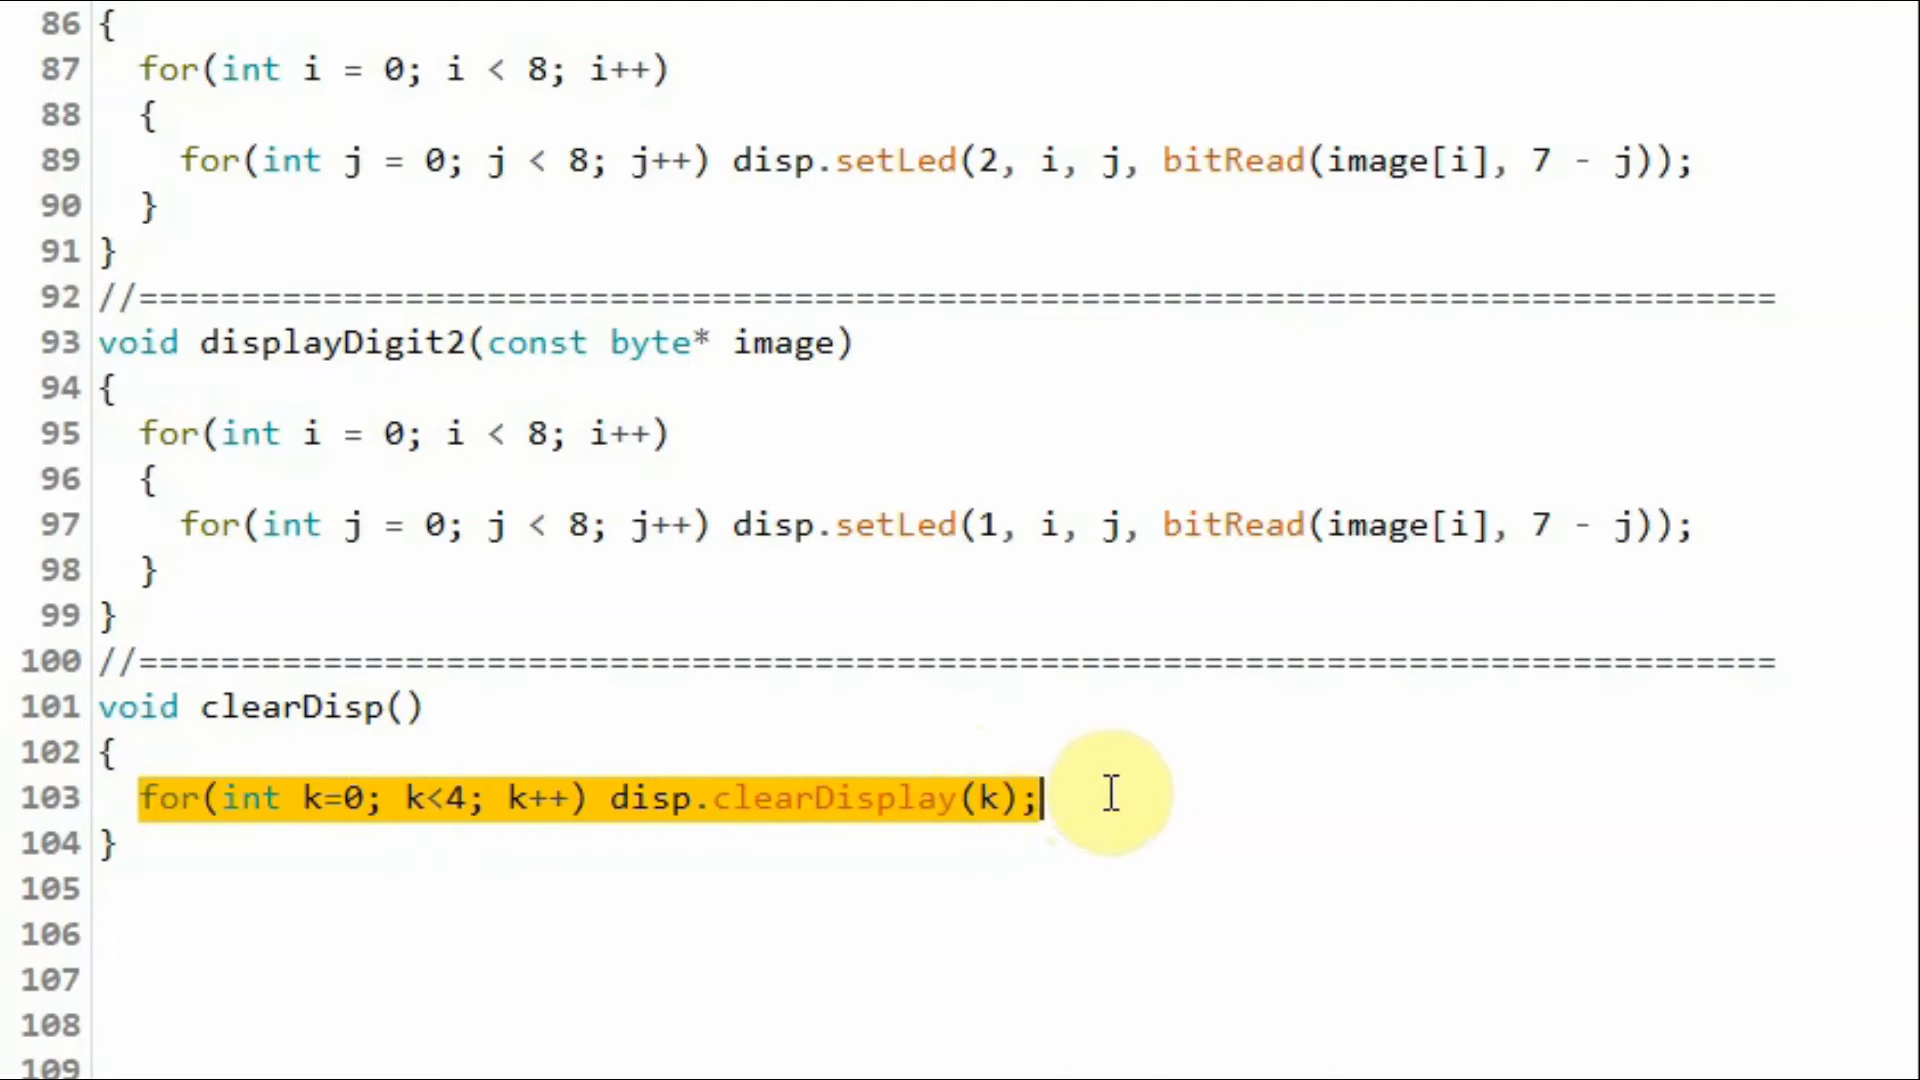 86 {
87 for(int i = 0; i < 8; i++)
88 {
89 for(int j = 0; j < 8; j++) disp.setLed(2, i, j, bitRead(image[i], 7 - j));
90 }
91 }
92 //================================================================================
93 void displayDigit2(const byte* image)
94 {
95 for(int i = 0; i < 8; i++)
96 {
97 for(int j = 0; j < 8; j++) disp.setLed(1, i, j, bitRead(image[i], 7 - j));
98 }
99 }
100 //================================================================================
101 void clearDisp()
102 {
103 for(int k=0; k<4; k++) disp.clearDisplay(k);
104 }
105
106
107
108
109